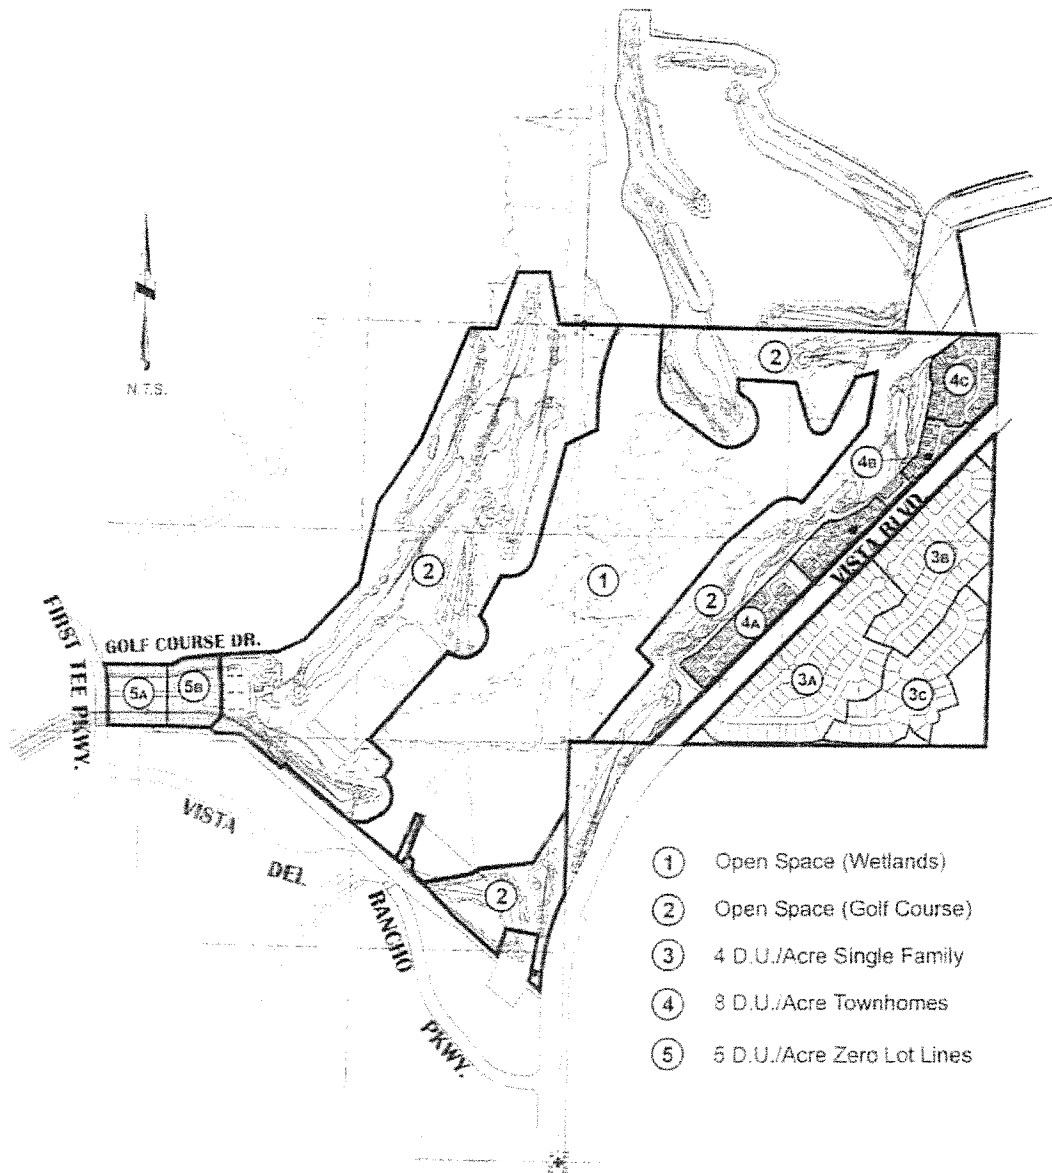 N.T.S.
2
4C
4B
VISTA BLVD
3B
2
1
2
4A
FIRST TEE PKWY.
GOLF COURSE DR.
5A
5B
3A
3C
VISTA DEL RANCHO PKWY.
2
1 Open Space (Wetlands)
2 Open Space (Golf Course)
3 4 D.U./Acre Single Family
4 8 D.U./Acre Townhomes
5 5 D.U./Acre Zero Lot Lines